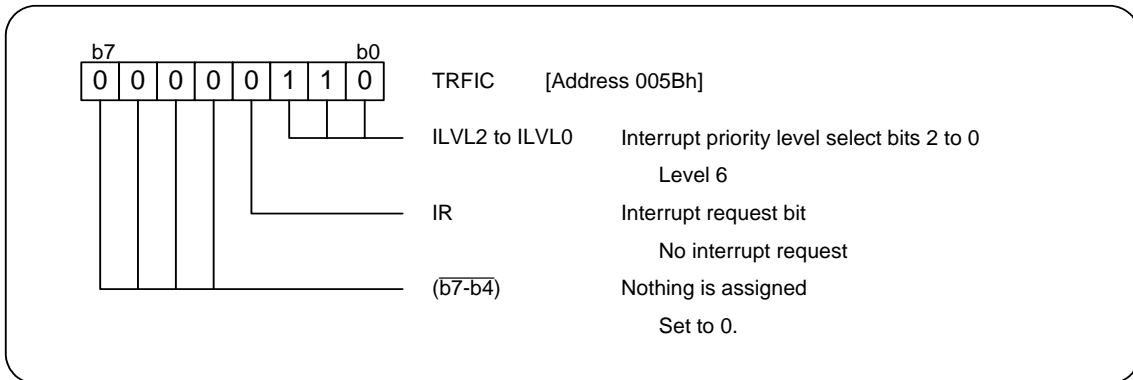 b7 b0
0 0 0 0 0 1 1 0 TRFIC [Address 005Bh]
ILVL2 to ILVL0 Interrupt priority level select bits 2 to 0
Level 6
IR Interrupt request bit
No interrupt request
(b7-b4) Nothing is assigned
Set to 0.